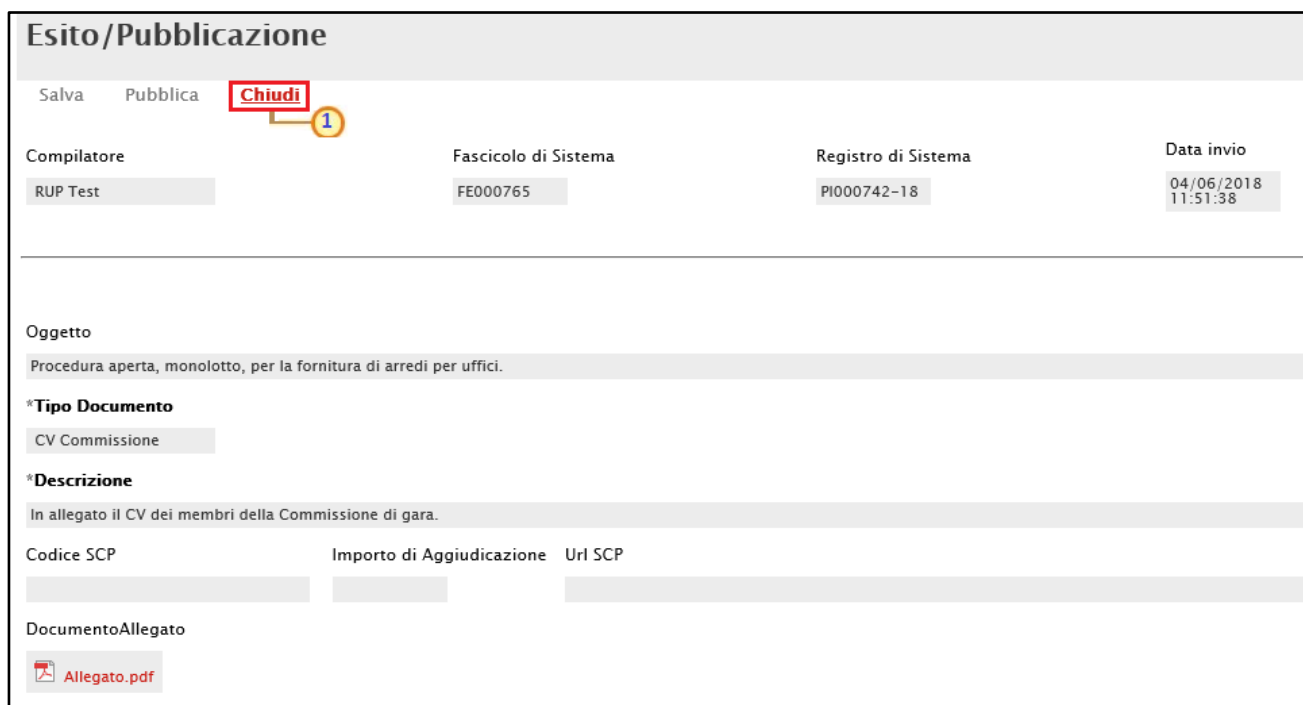 Esito/Pubblicazione
Salva Pubblica Chiudi
1
Compilatore Fascicolo di Sistema Registro di Sistema Data invio
RUP Test FE000765 PI000742-18 04/06/2018
11:51:38
Oggetto
Procedura aperta, monolotto, per la fornitura di arredi per uffici.
*Tipo Documento
CV Commissione
*Descrizione
In allegato il CV dei membri della Commissione di gara.
Codice SCP Importo di Aggiudicazione Url SCP
DocumentoAllegato
Allegato.pdf